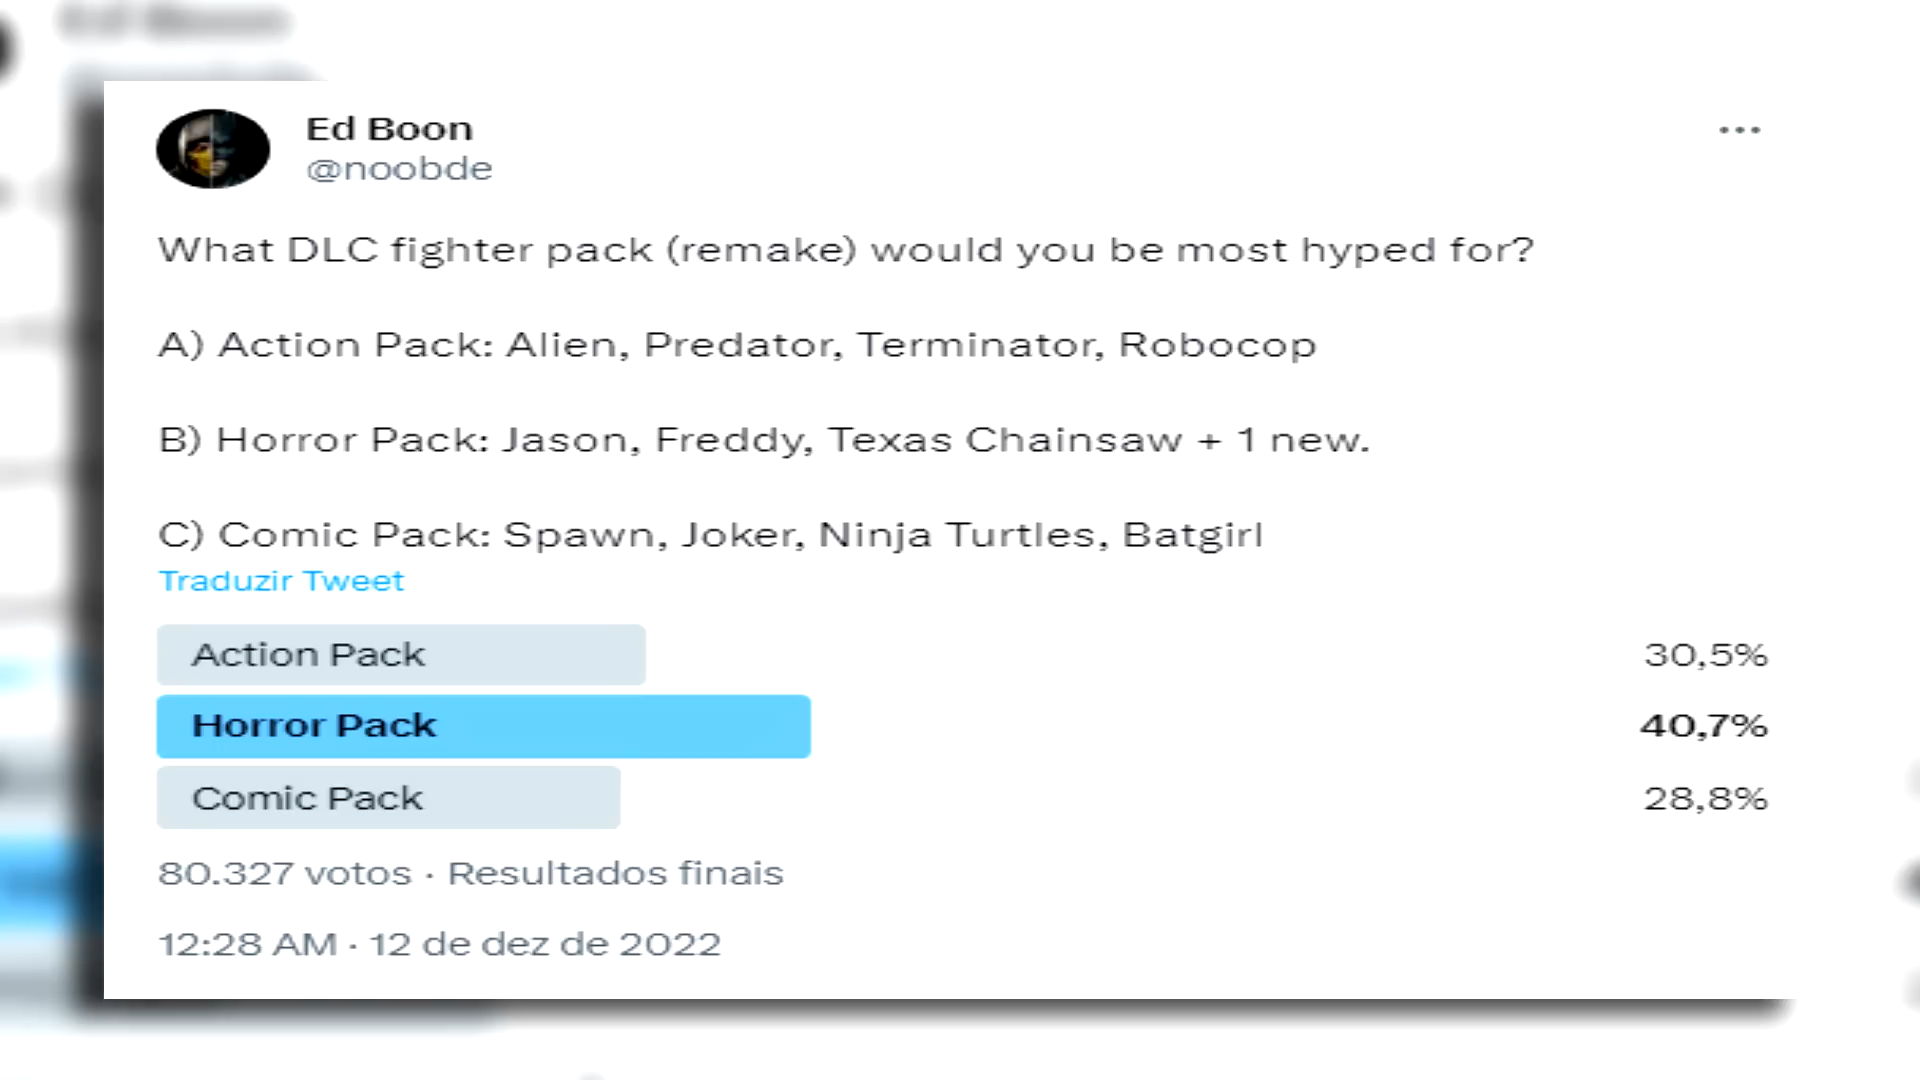 Ed Boon
Ed Boon
@noobde
What DLC fighter pack (remake) would you be most hyped for?
A) Action Pack: Alien, Predator, Terminator, Robocop
B) Horror Pack: Jason, Freddy, Texas Chainsaw + 1 new.
C) Comic Pack: Spawn, Joker, Ninja Turtles, Batgirl
Traduzir Tweet
Action Pack 30,5%
Horror Pack 40,7%
Comic Pack 28,8%
80.327 votos · Resultados finais
12:28 AM · 12 de dez de 2022